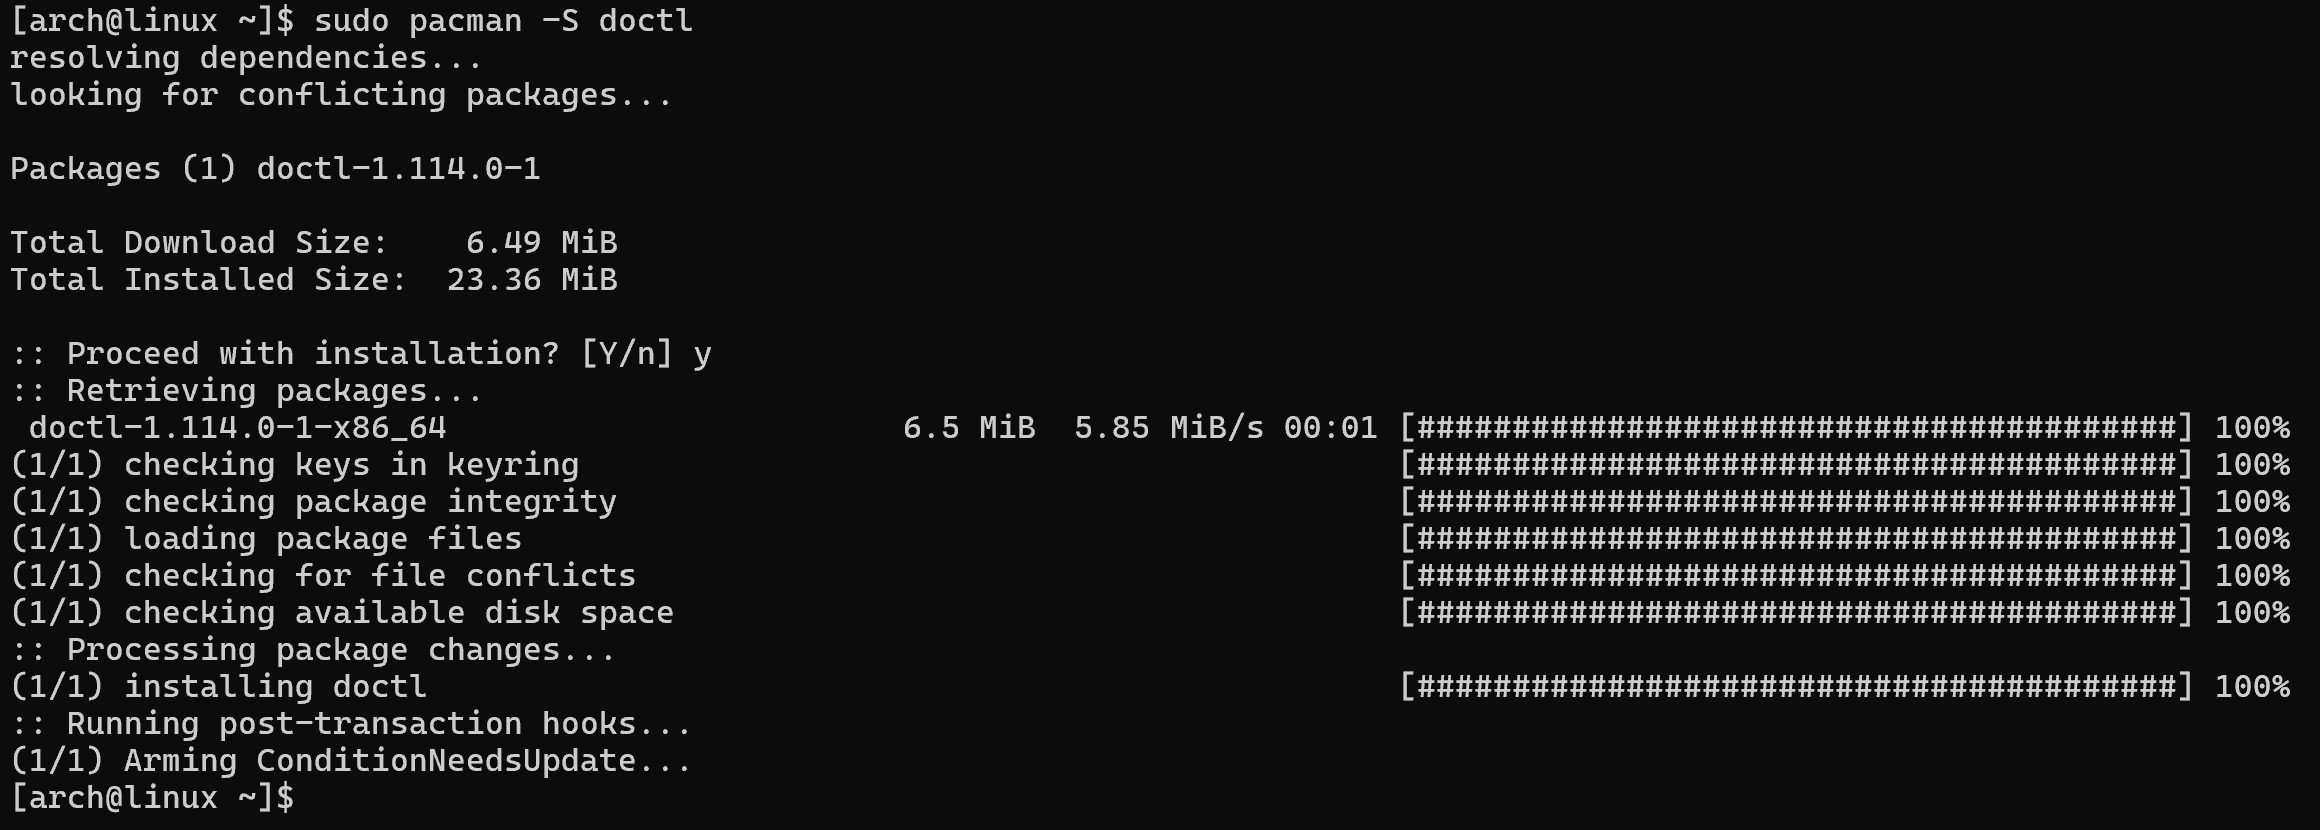 [arch@linux ~]$ sudo pacman -S doctl
resolving dependencies...
looking for conflicting packages...

Packages (1) doctl-1.114.0-1

Total Download Size:    6.49 MiB
Total Installed Size:  23.36 MiB

:: Proceed with installation? [Y/n] y
:: Retrieving packages...
 doctl-1.114.0-1-x86_64                        6.5 MiB  5.85 MiB/s 00:01 [########################################] 100%
(1/1) checking keys in keyring                                           [########################################] 100%
(1/1) checking package integrity                                         [########################################] 100%
(1/1) loading package files                                              [########################################] 100%
(1/1) checking for file conflicts                                        [########################################] 100%
(1/1) checking available disk space                                      [########################################] 100%
:: Processing package changes...
(1/1) installing doctl                                                   [########################################] 100%
:: Running post-transaction hooks...
(1/1) Arming ConditionNeedsUpdate...
[arch@linux ~]$